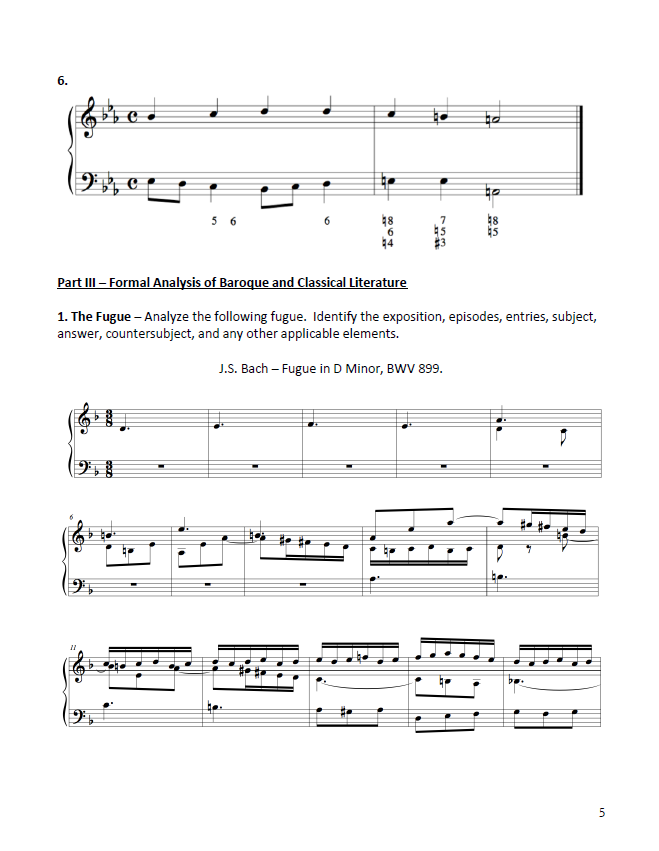 6.
5 6 6 ♮8 7 ♮8
6 ♮5 ♮5
♮4 ♯3
Part III – Formal Analysis of Baroque and Classical Literature
1. The Fugue – Analyze the following fugue.  Identify the exposition, episodes, entries, subject,
answer, countersubject, and any other applicable elements.
J.S. Bach – Fugue in D Minor, BWV 899.
3
8
3
8
6
11
5